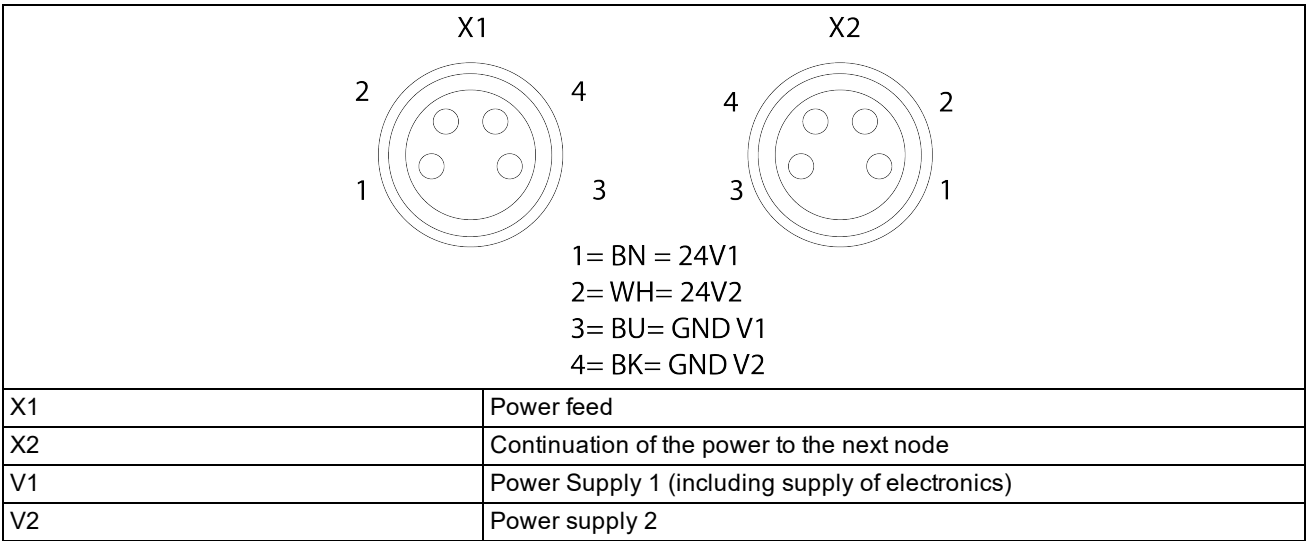 X1 X2
2 4 4 2
1 3 3 1
1= BN = 24V1
2= WH= 24V2
3= BU= GND V1
4= BK= GND V2
X1 Power feed
X2 Continuation of the power to the next node
V1 Power Supply 1 (including supply of electronics)
V2 Power supply 2